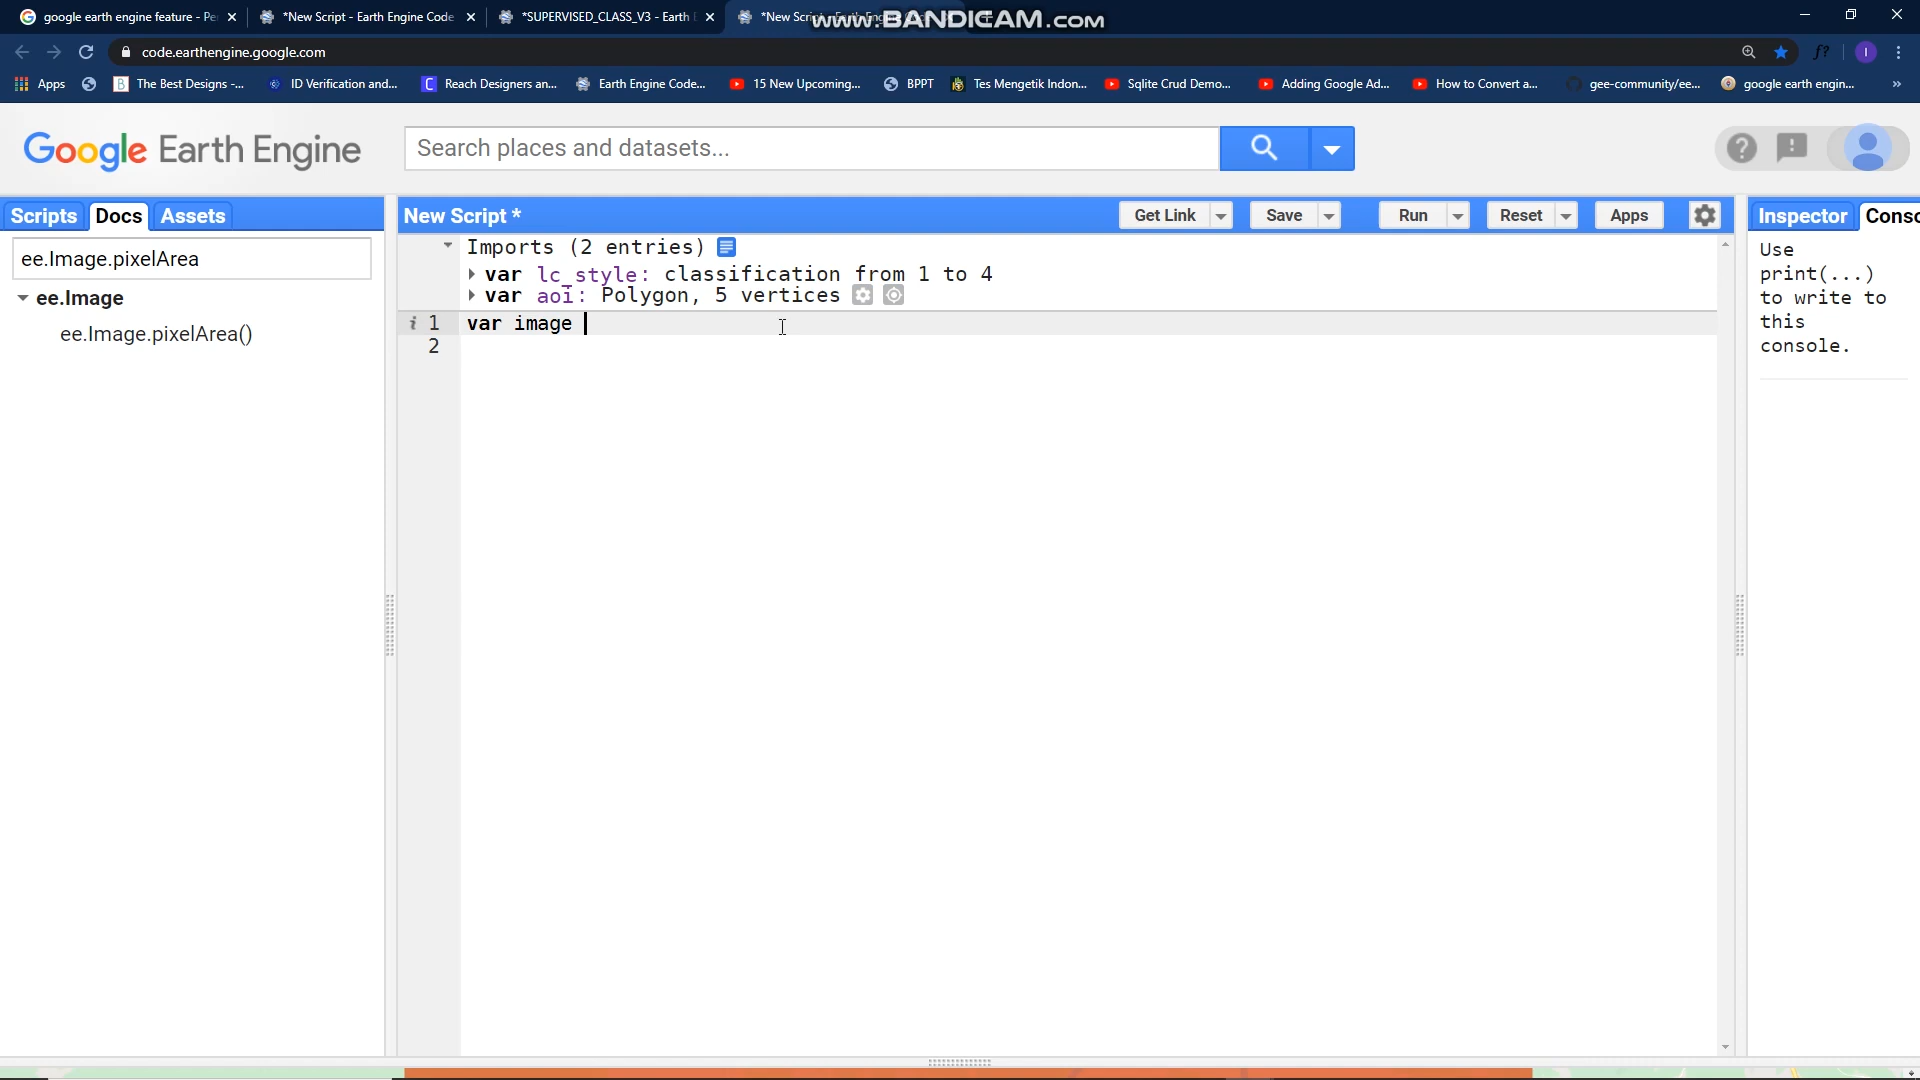 google earth engine feature - Pe
*New Script - Earth Engine Code
*SUPERVISED_CLASS_V3 - Earth E
*New Scri
www.BANDICAM.com
code.earthengine.google.com
Apps
The Best Designs -...
ID Verification and...
Reach Designers an...
Earth Engine Code...
15 New Upcoming...
BPPT
Tes Mengetik Indon...
Sqlite Crud Demo...
Adding Google Ad...
How to Convert a...
gee-community/ee...
google earth engin...
»
Google Earth Engine
Search places and datasets...
Scripts Docs Assets
New Script *
Get Link
Save
Run
Reset
Apps
Inspector Conso
ee.Image.pixelArea
ee.Image
ee.Image.pixelArea()
Imports (2 entries)
var lc_style: classification from 1 to 4
var aoi: Polygon, 5 vertices
i 1 var image
2
Use
print(...)
to write to
this
console.